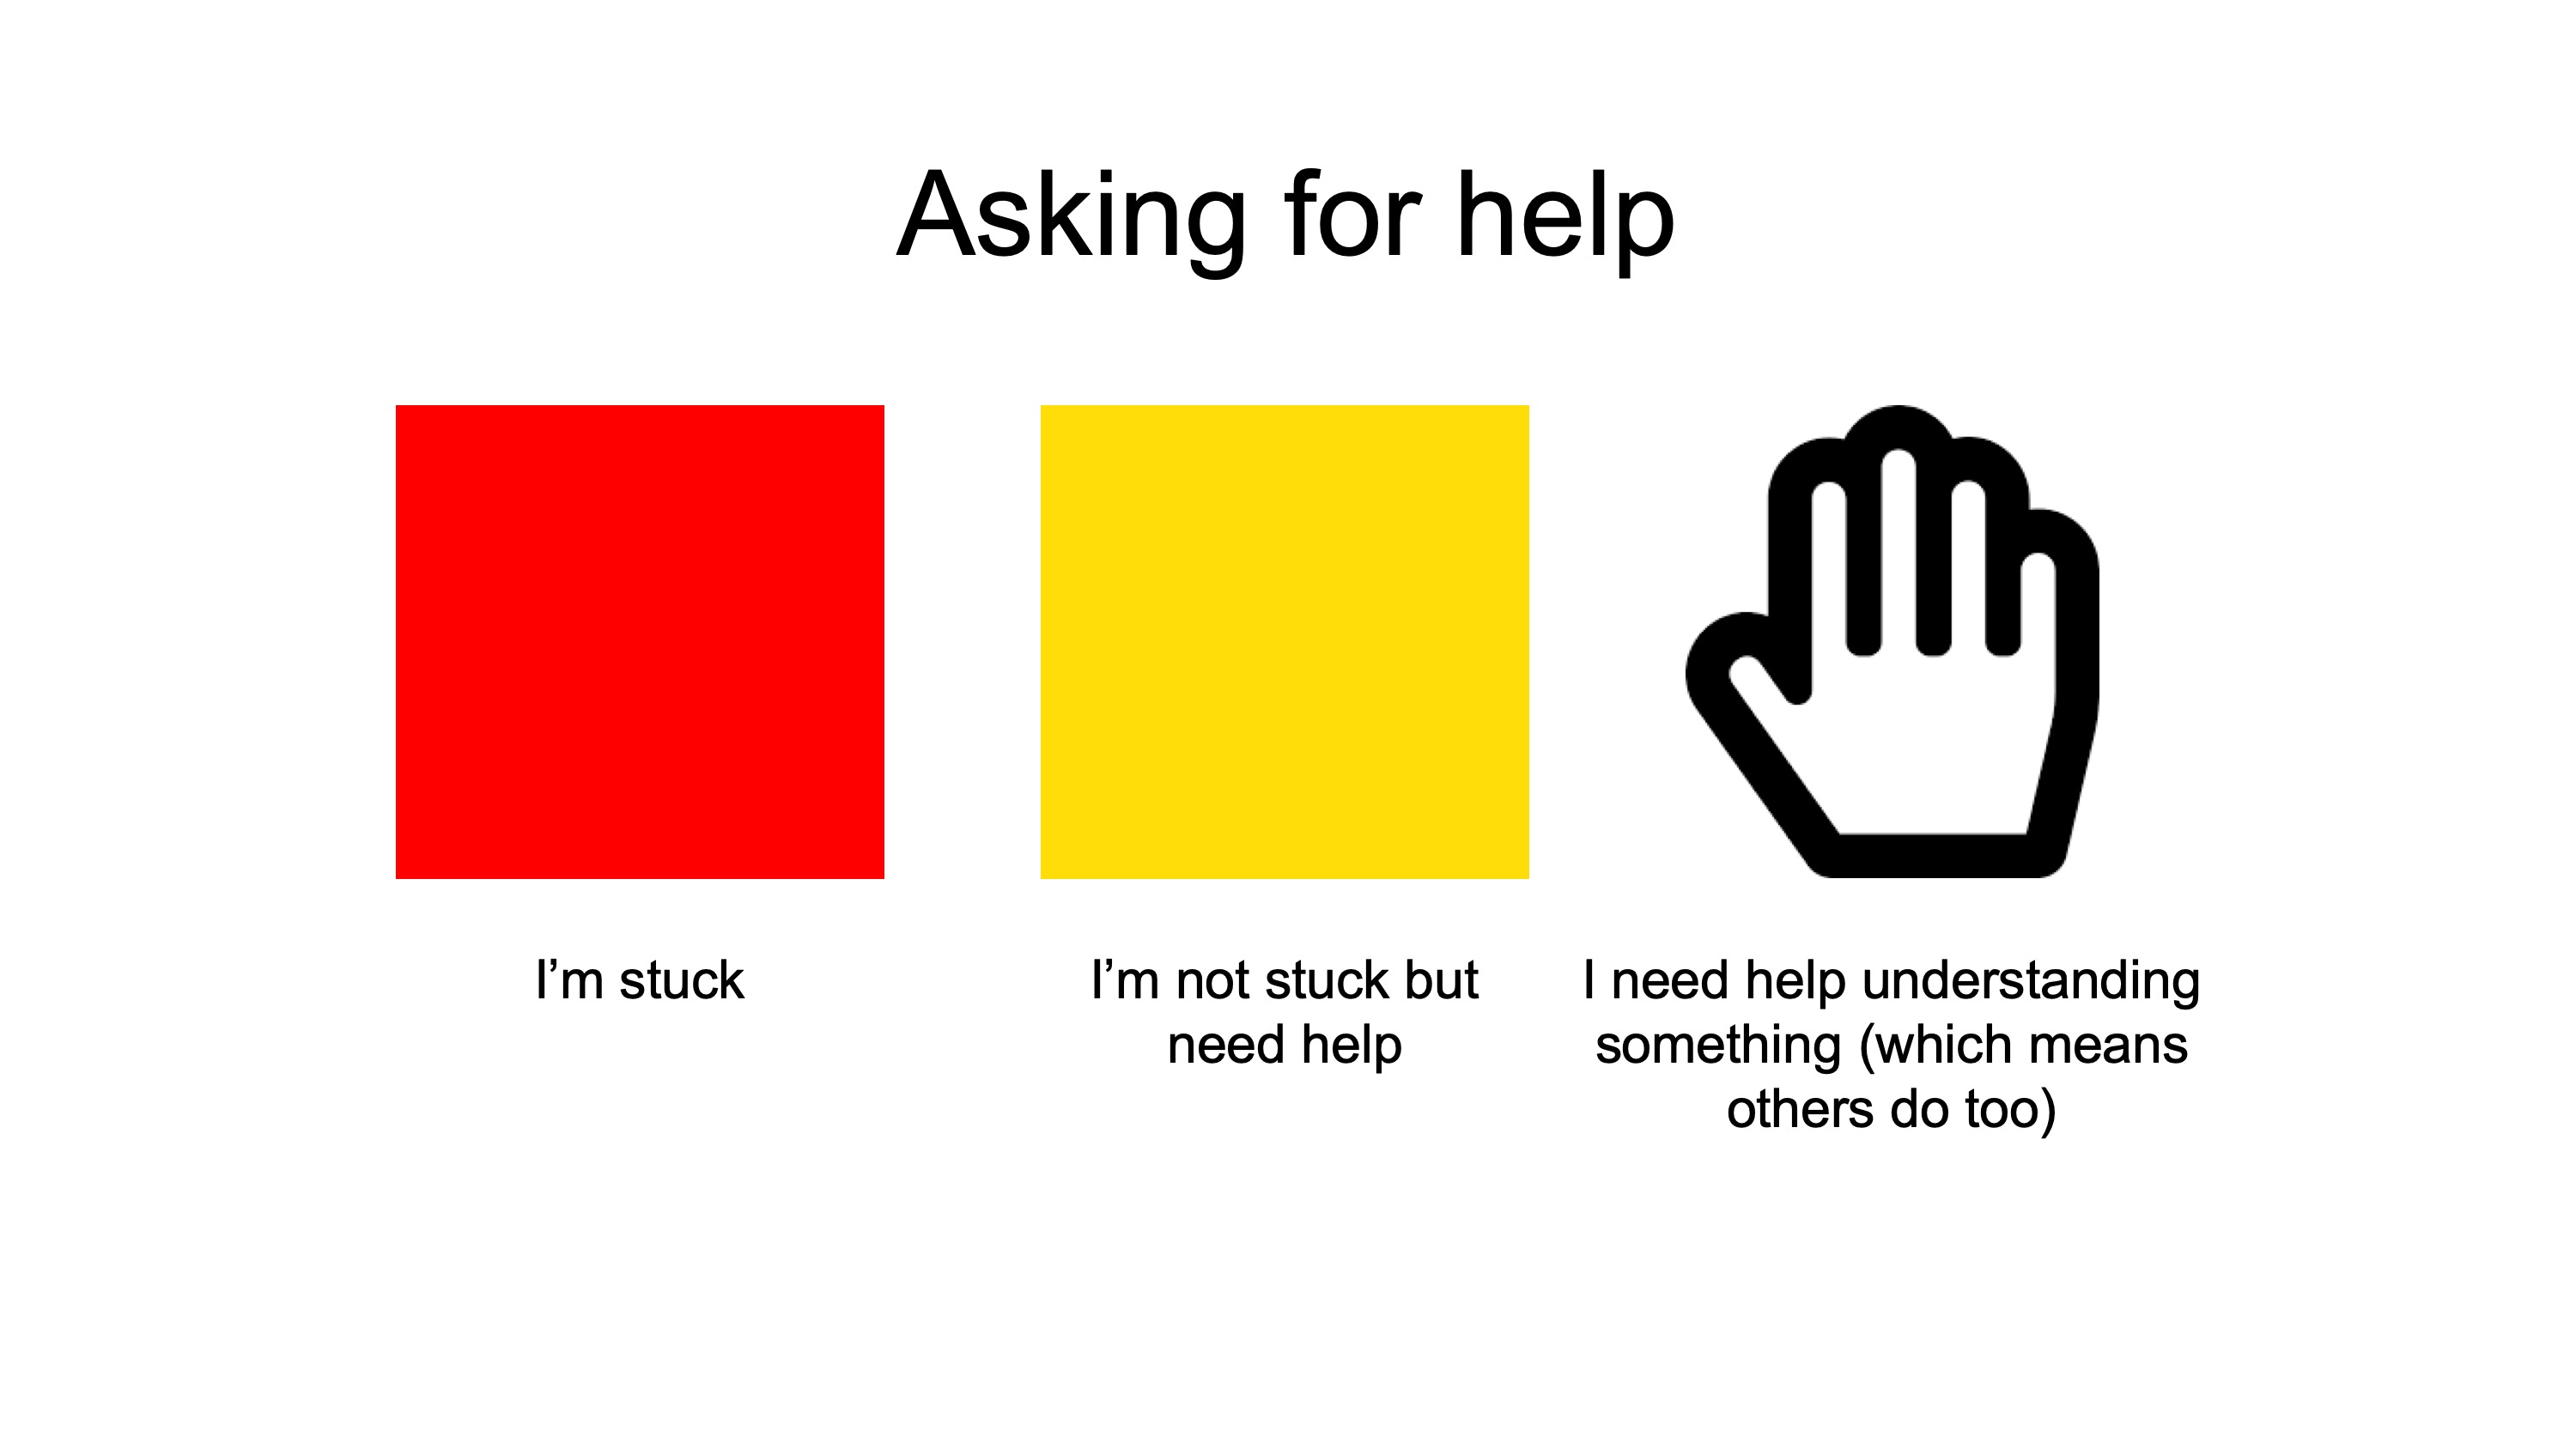 Asking for help
I’m stuck
I’m not stuck but
need help
I need help understanding
something (which means
others do too)